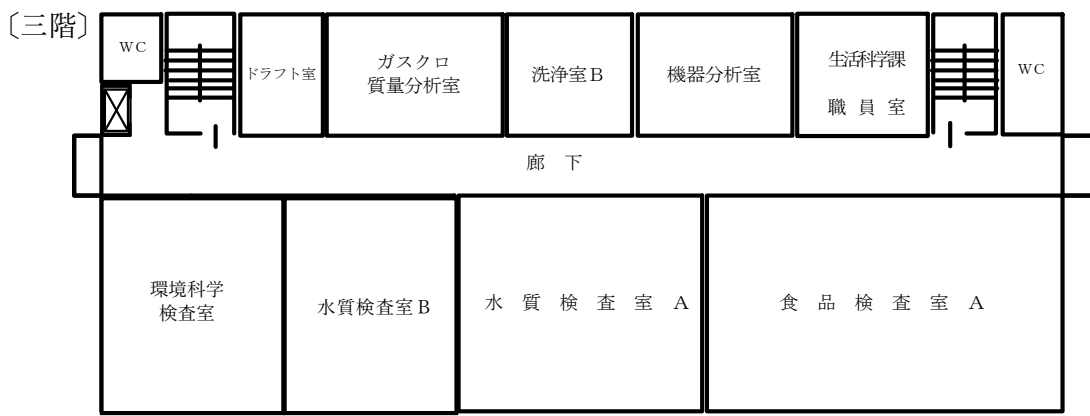 〔三階〕
WC
ドラフト室
ガスクロ
質量分析室
洗浄室B
機器分析室
生活科学課
職員室
WC
廊下
環境科学
検査室
水質検査室B
水質検査室A
食品検査室A